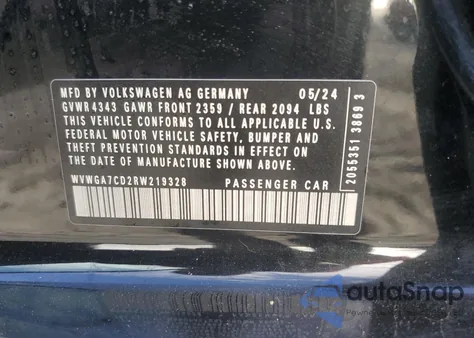 MFD BY VOLKSWAGEN AG GERMANY 05/24
GVWR 4343 GAWR FRONT 2359 / REAR 2094 LBS
THIS VEHICLE CONFORMS TO ALL APPLICABLE U.S.
FEDERAL MOTOR VEHICLE SAFETY, BUMPER AND
THEFT PREVENTION STANDARDS IN EFFECT ON
THE DATE OF MANUFACTURE SHOWN ABOVE.
WVWGA7CD2RW219328 PASSENGER CAR
2055351 3869 3
autoSnap